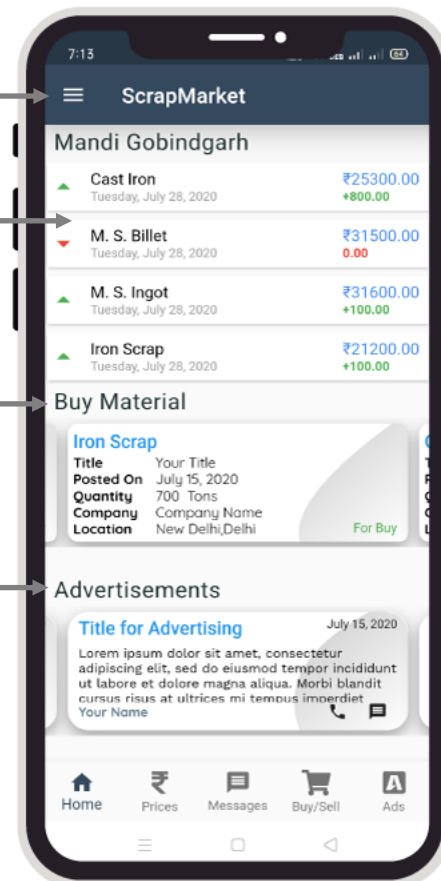 7:13
64
ScrapMarket
Mandi Gobindgarh
Cast Iron ₹25300.00
Tuesday, July 28, 2020 +800.00
M. S. Billet ₹31500.00
Tuesday, July 28, 2020 0.00
M. S. Ingot ₹31600.00
Tuesday, July 28, 2020 +100.00
Iron Scrap ₹21200.00
Tuesday, July 28, 2020 +100.00
Buy Material
Iron Scrap
Title Your Title
Posted On July 15, 2020
Quantity 700 Tons
Company Company Name
Location New Delhi,Delhi For Buy
Advertisements
Title for Advertising July 15, 2020
Lorem ipsum dolor sit amet, consectetur
adipiscing elit, sed do eiusmod tempor incididunt
ut labore et dolore magna aliqua. Morbi blandit
cursus risus at ultrices mi tempus imperdiet
Your Name
Home Prices Messages Buy/Sell Ads